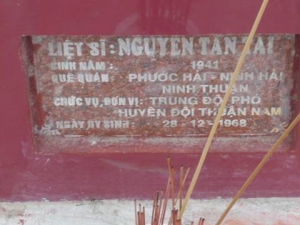 LIỆT SĨ: NGUYỄN TẤN TÀI
SINH NĂM: 1941
QUÊ QUÁN: PHƯỚC HẢI - NINH HẢI
NINH THUẬN
CHỨC VỤ, ĐƠN VỊ: TRUNG ĐỘI PHÓ
HUYỆN ĐỘI THUẬN NAM
NGÀY HY SINH: 28-12-1968